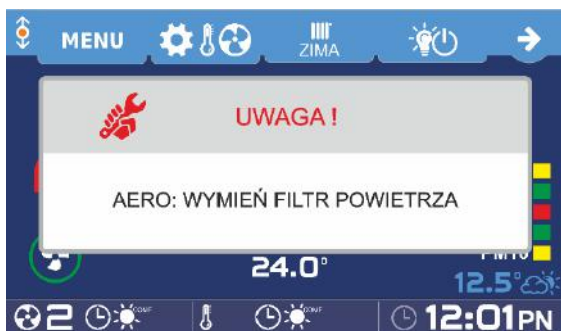 MENU
ZIMA
UWAGA !
AERO: WYMIEŃ FILTR POWIETRZA
24.0°
12.5°
2
12:01PN